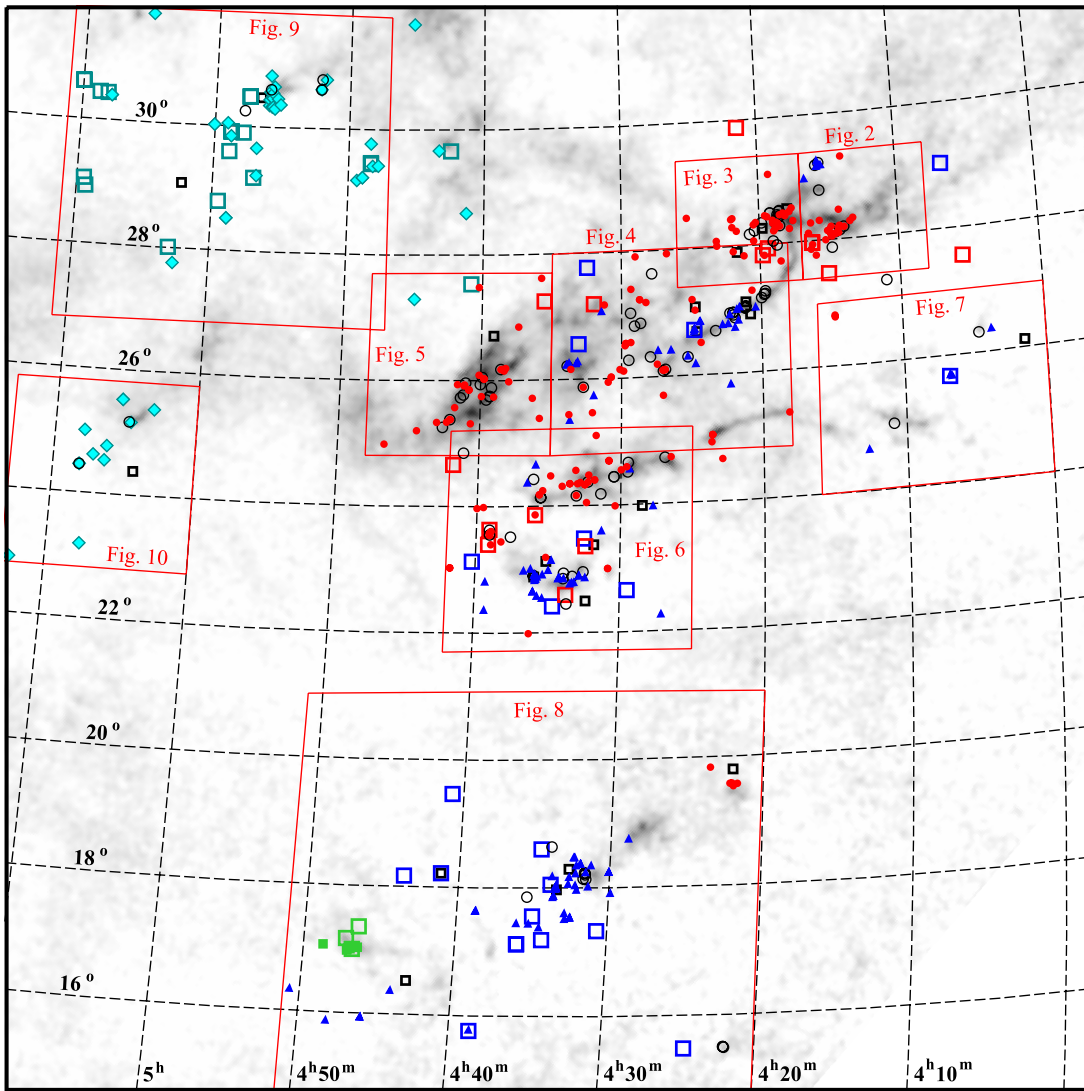 Fig. 9
30 o
Fig. 2
Fig. 3
28 o
Fig. 4
Fig. 7
26 o
Fig. 5
Fig. 10
Fig. 6
22 o
Fig. 8
20 o
18 o
16 o
5h 4h50m 4h40m 4h30m 4h20m 4h10m